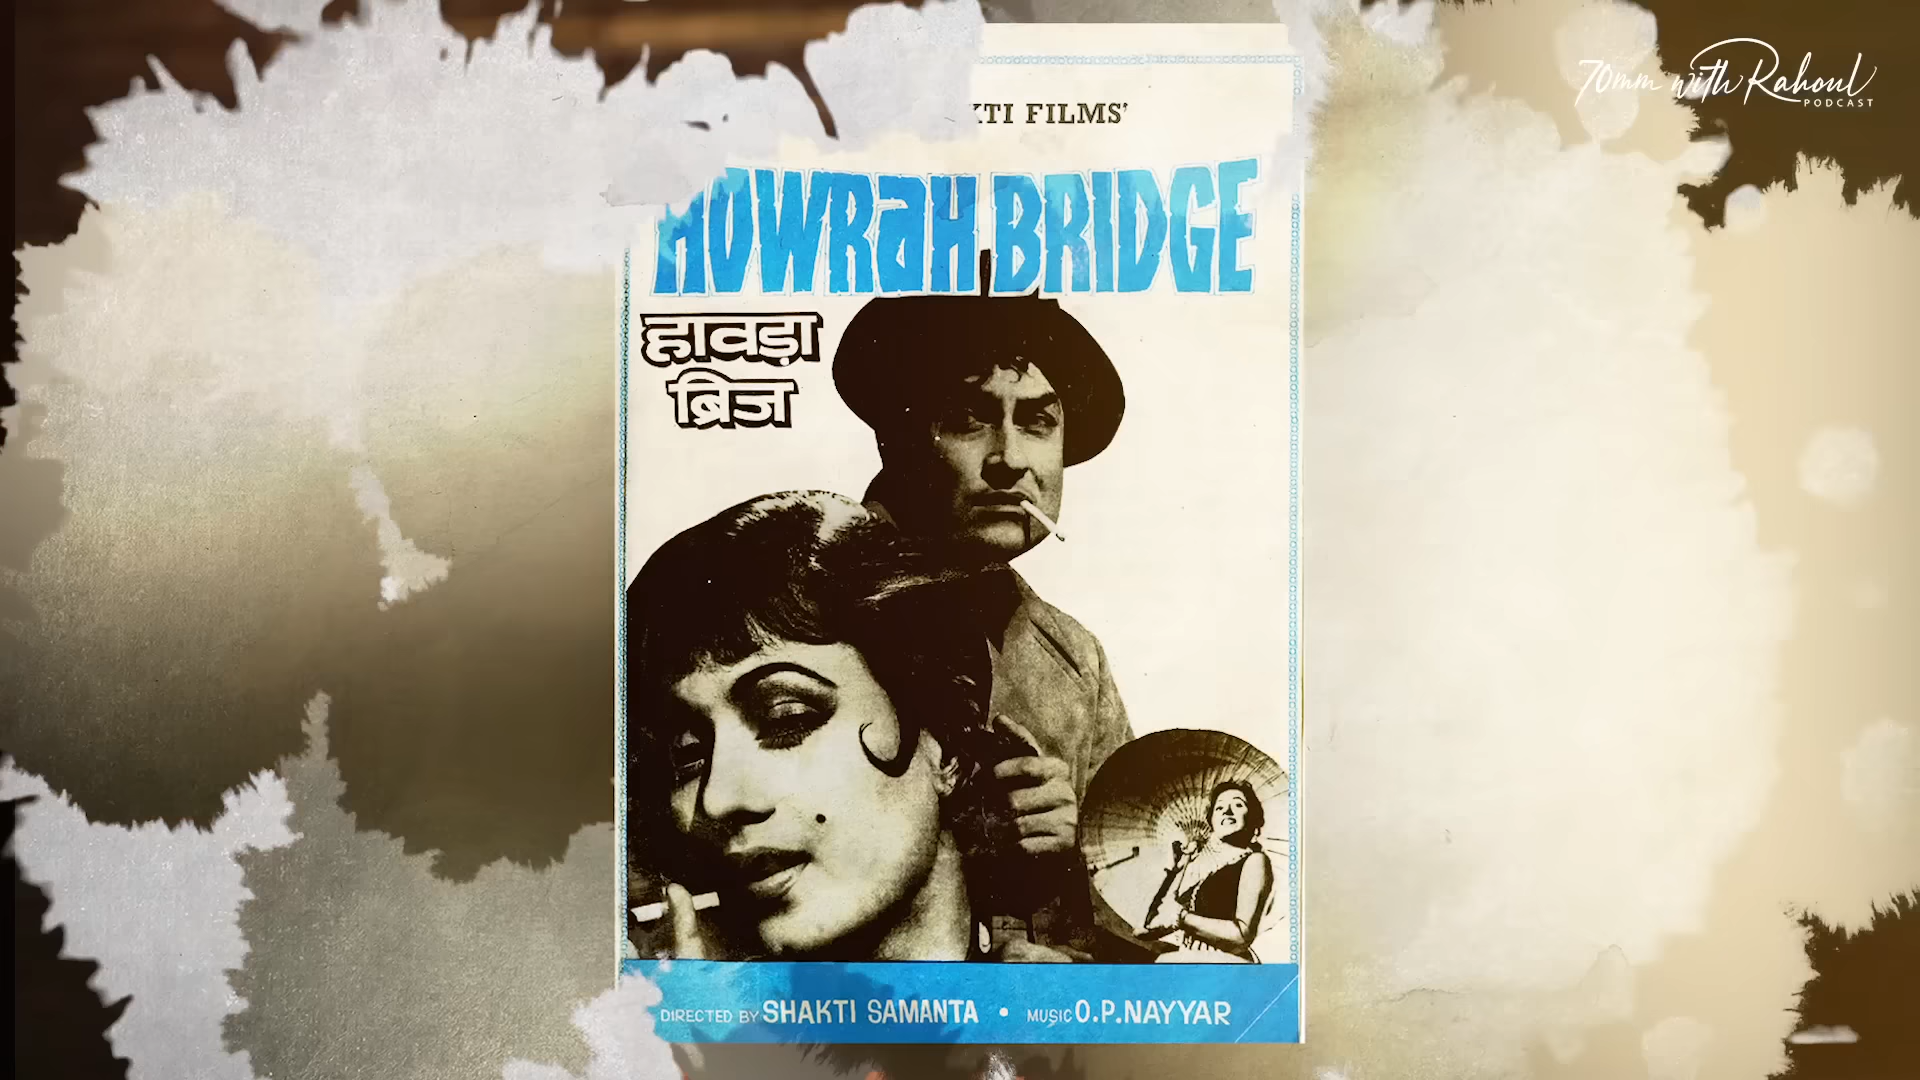 70mm with Rahoul
PODCAST
KTI FILMS'
HOWRAH BRIDGE
हावड़ा
ब्रिज
DIRECTED BY SHAKTI SAMANTA • MUSIC O.P.NAYYAR